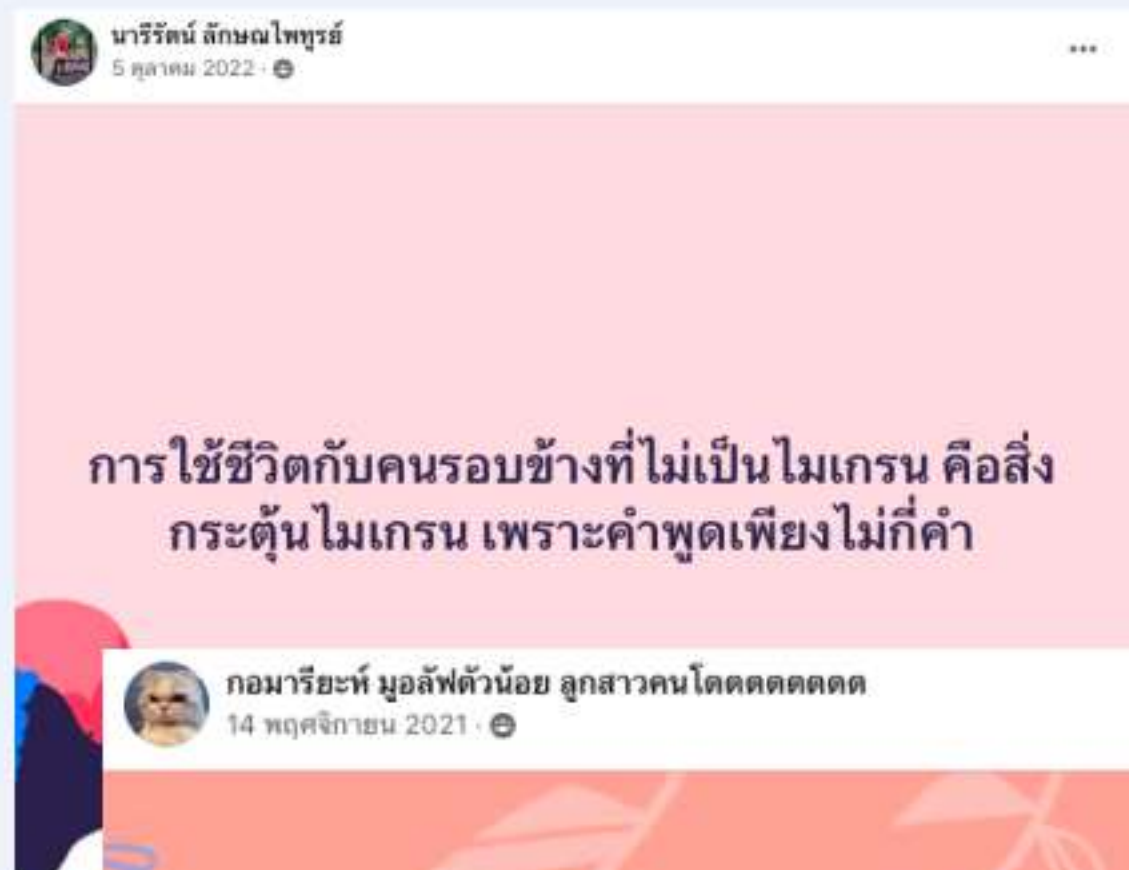 นารีรัตน์ ลักษณไพฑูรย์
5 ตุลาคม 2022 ·
การใช้ชีวิตกับคนรอบข้างที่ไม่เป็นไมเกรน คือสิ่ง
กระตุ้นไมเกรน เพราะคำพูดเพียงไม่กี่คำ
กอมารียะห์ มูอลัฟตัวน้อย ลูกสาวคนโตตตตตตตต
14 พฤศจิกายน 2021 ·